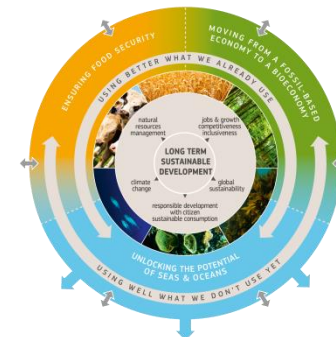 ENSURING FOOD SECURITY
MOVING FROM A FOSSIL-BASED
ECONOMY TO A BIOECONOMY
USING BETTER WHAT WE ALREADY USE
natural
resources
management
jobs & growth
competitiveness
inclusiveness
LONG TERM
SUSTAINABLE
DEVELOPMENT
climate
change
global
sustainability
responsible development
with citizen
sustainable consumption
UNLOCKING THE POTENTIAL
OF SEAS & OCEANS
USING WELL WHAT WE DON'T USE YET